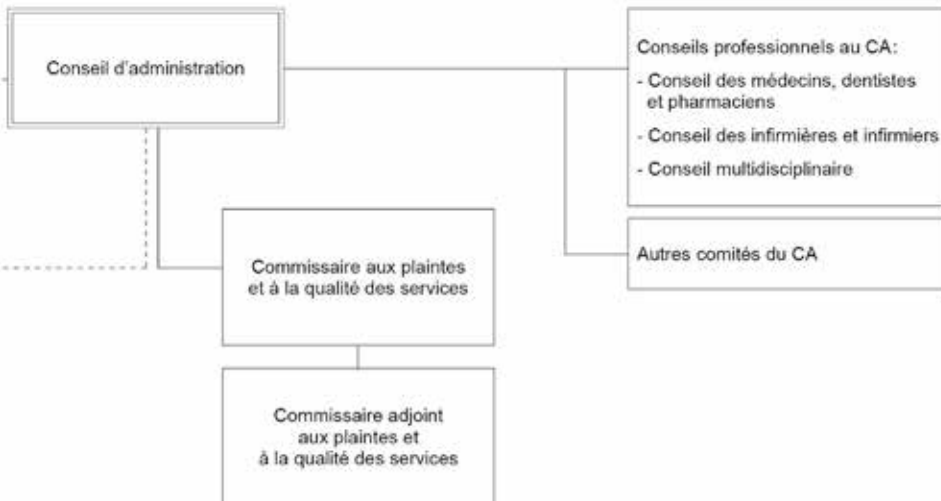 Conseil d'administration
Conseils professionnels au CA:
- Conseil des médecins, dentistes
et pharmaciens
- Conseil des infirmières et infirmiers
- Conseil multidisciplinaire
Autres comités du CA
Commissaire aux plaintes
et à la qualité des services
Commissaire adjoint
aux plaintes et
à la qualité des services